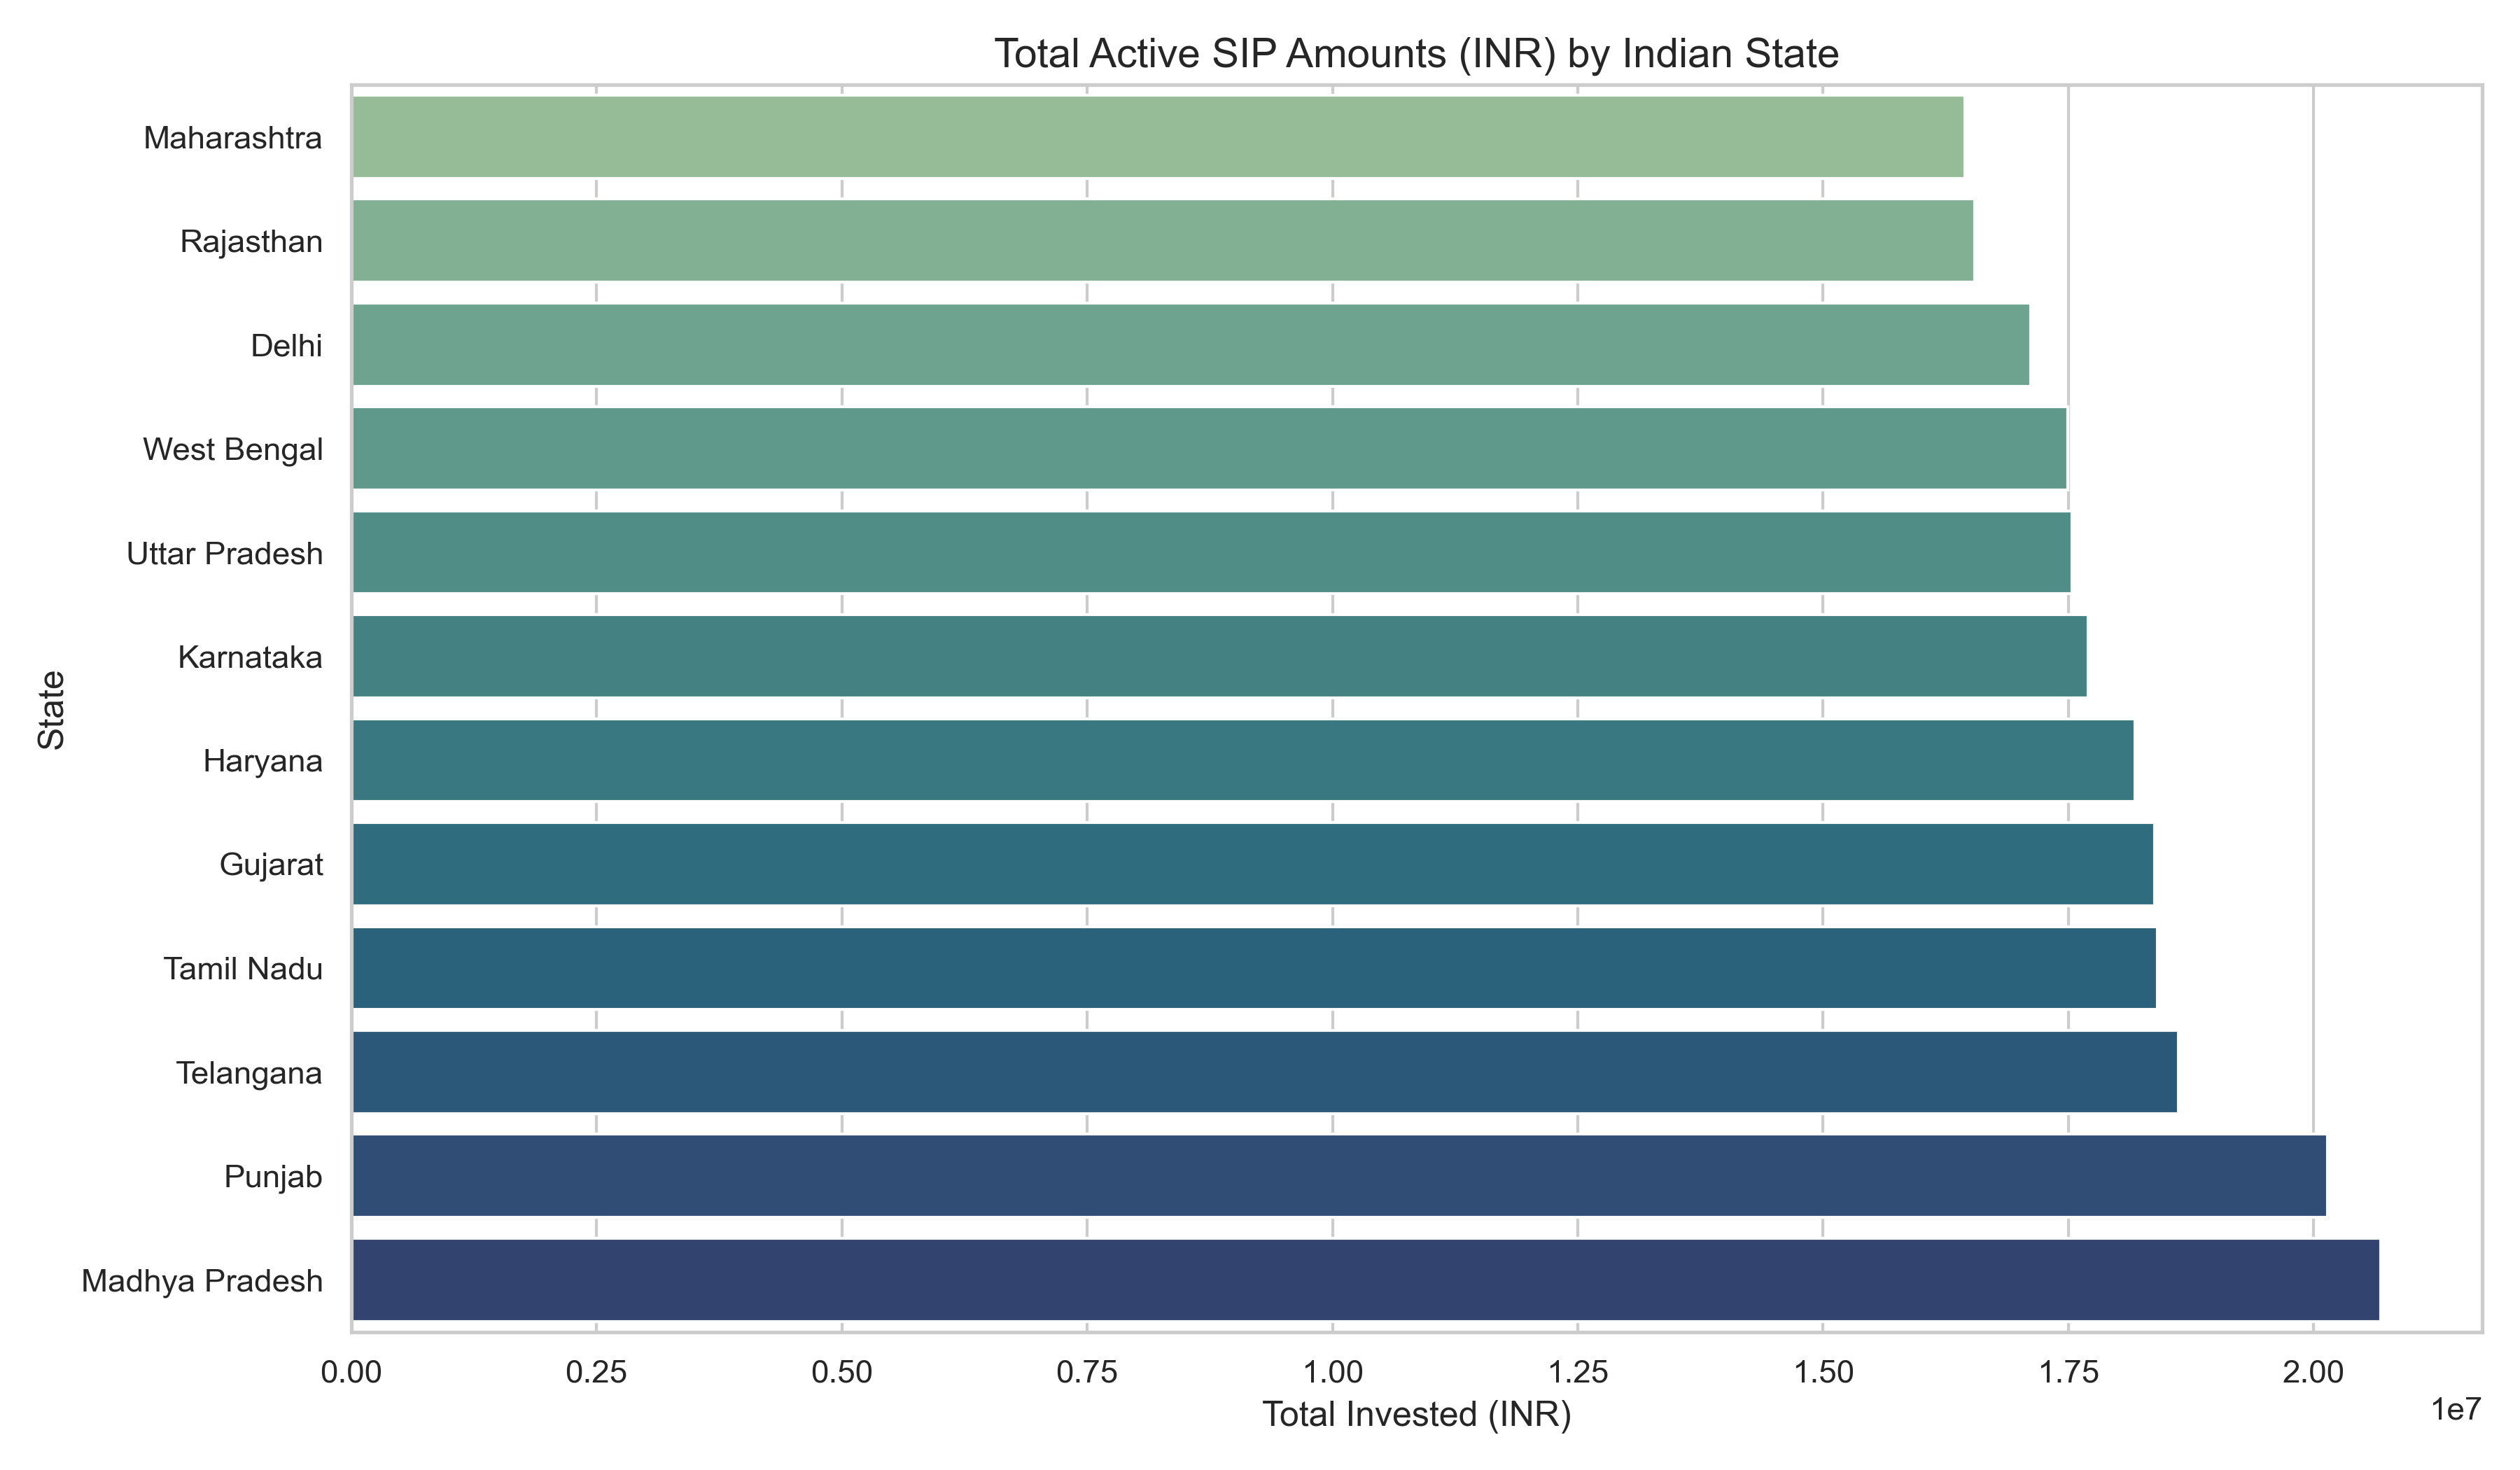 Total Active SIP Amounts (INR) by Indian State
Maharashtra
Rajasthan
Delhi
West Bengal
Uttar Pradesh
Karnataka
Haryana
Gujarat
Tamil Nadu
Telangana
Punjab
Madhya Pradesh
State
0.00 0.25 0.50 0.75 1.00 1.25 1.50 1.75 2.00
1e7
Total Invested (INR)